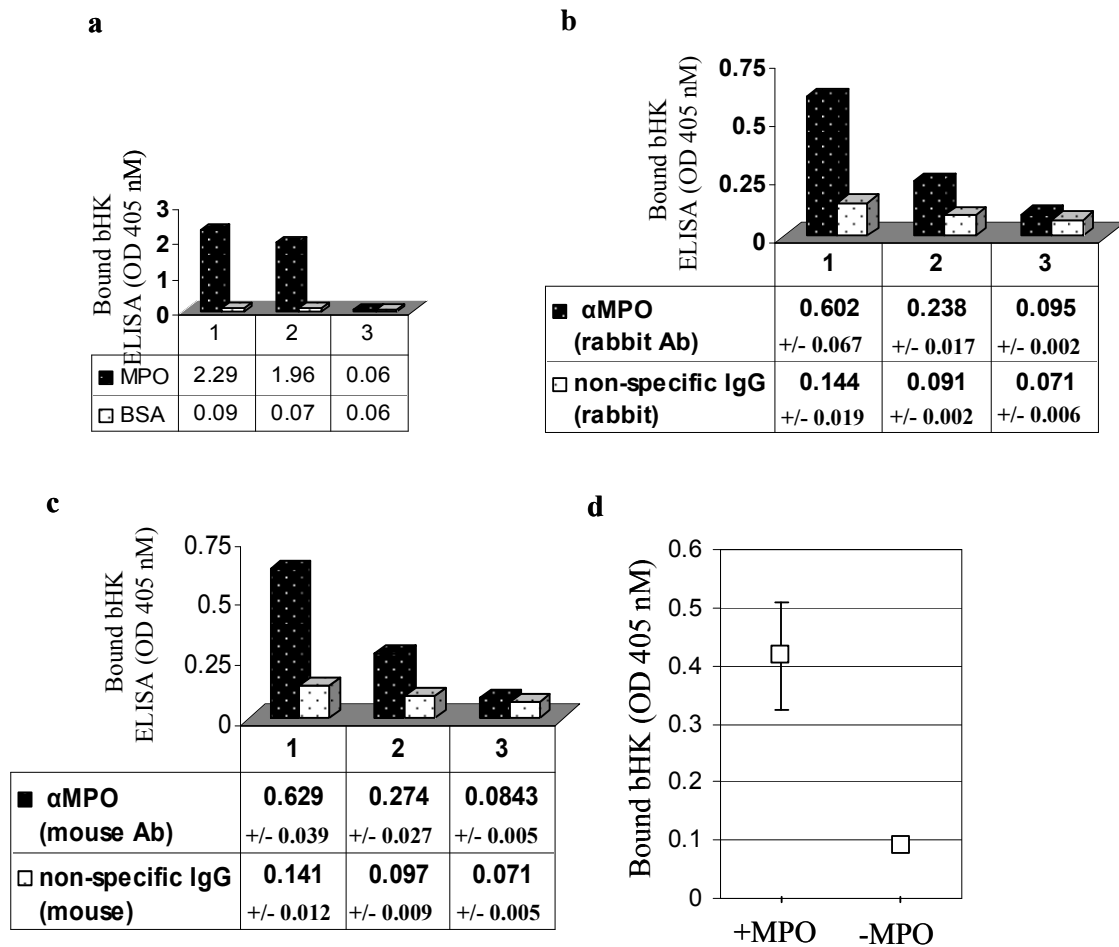 a
Bound bHK
ELISA (OD 405 nM)
3
2
1
0
1 2 3
MPO 2.29 1.96 0.06
BSA 0.09 0.07 0.06
b
Bound bHK
ELISA (OD 405 nM)
0.75
0.5
0.25
0
1 2 3
αMPO 0.602 0.238 0.095
(rabbit Ab) +/- 0.067 +/- 0.017 +/- 0.002
non-specific IgG 0.144 0.091 0.071
(rabbit) +/- 0.019 +/- 0.002 +/- 0.006
c
Bound bHK
ELISA (OD 405 nM)
0.75
0.5
0.25
0
1 2 3
αMPO 0.629 0.274 0.0843
(mouse Ab) +/- 0.039 +/- 0.027 +/- 0.005
non-specific IgG 0.141 0.097 0.071
(mouse) +/- 0.012 +/- 0.009 +/- 0.005
d
Bound bHK (OD 405 nM)
0.6
0.5
0.4
0.3
0.2
0.1
0
+MPO -MPO